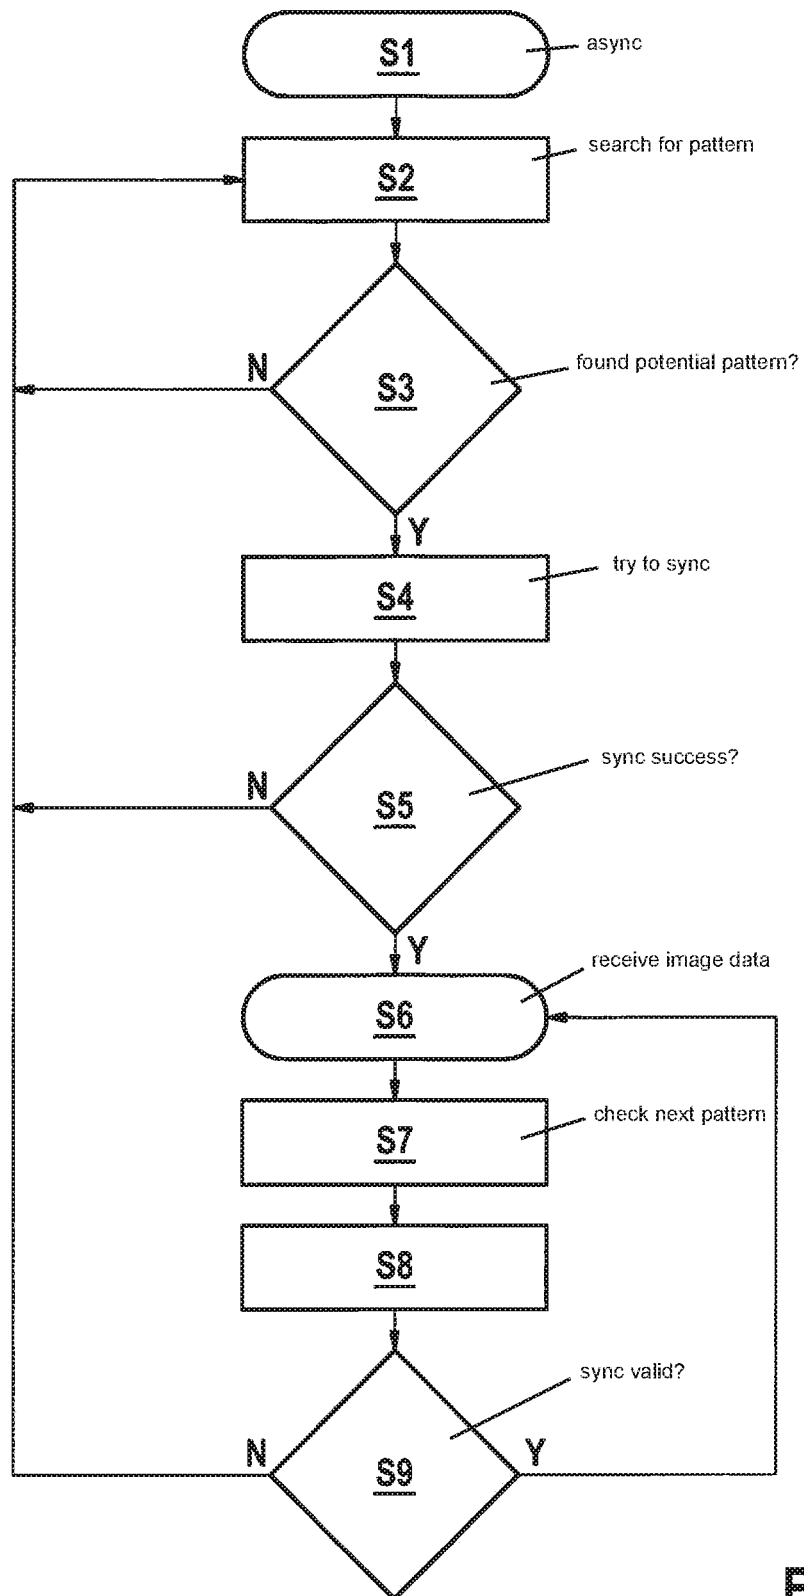 S1
async
S2
search for pattern
N
S3
found potential pattern?
Y
S4
try to sync
N
S5
sync success?
Y
S6
receive image data
S7
check next pattern
S8
N
S9
sync valid?
Y